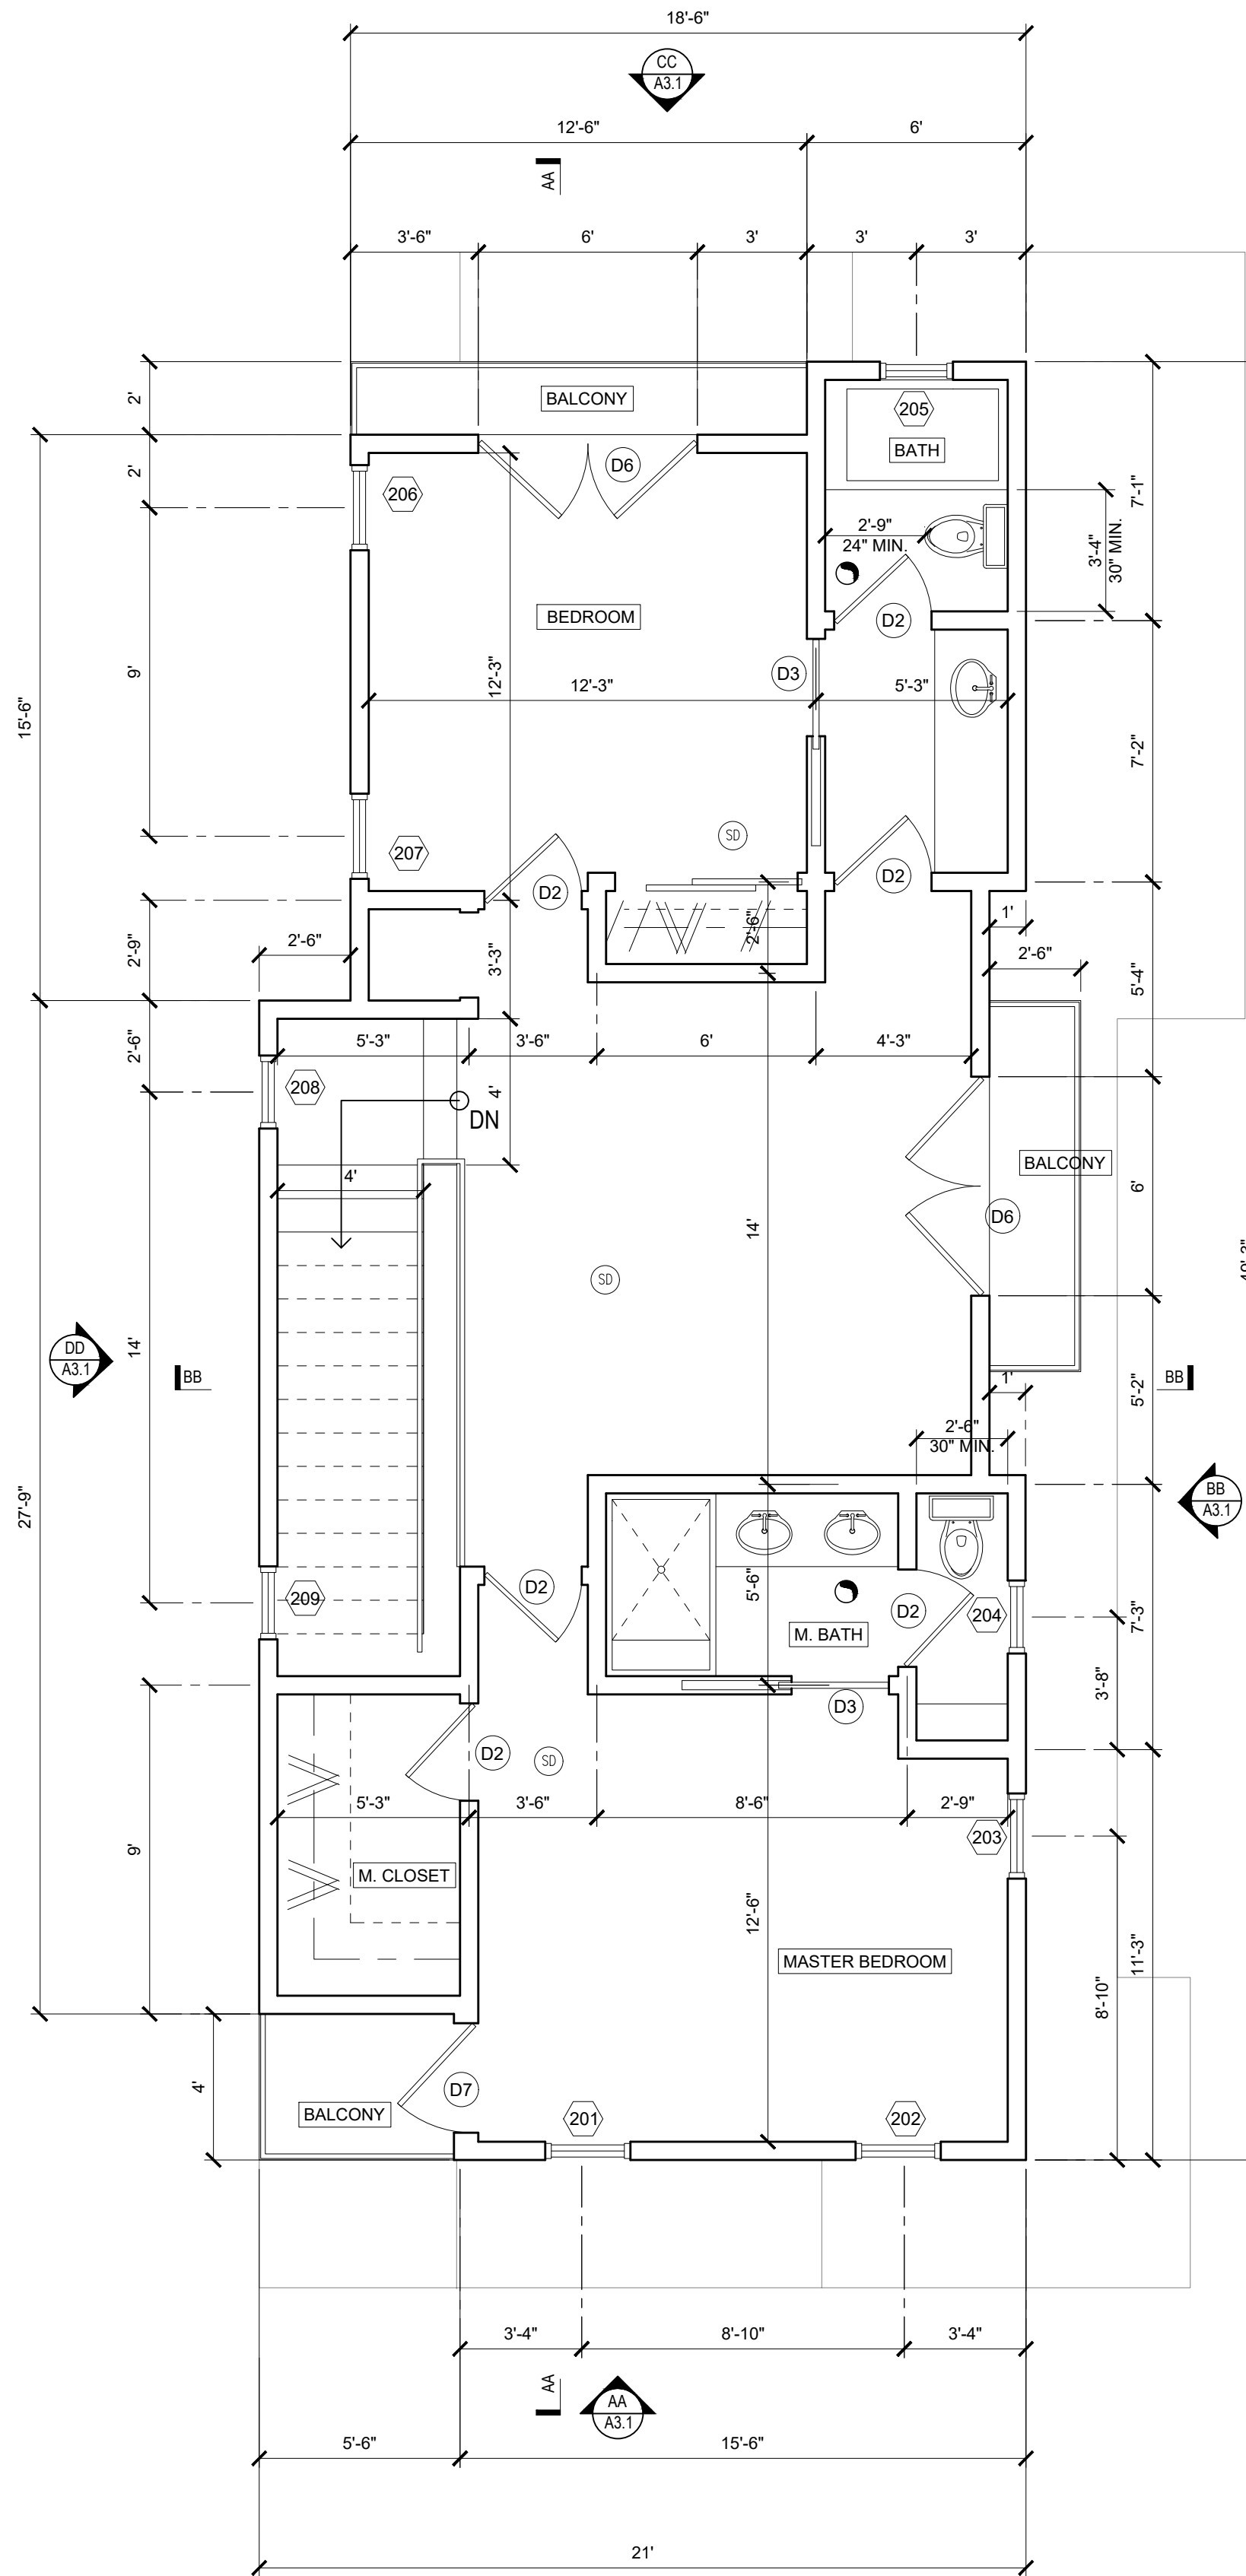 18'-6"
CC
A3.1
12'-6"
6'
AA
3'-6"
6'
3'
3'
3'
2'
BALCONY
205
BATH
D6
2'
206
7'-1"
2'-9"
24" MIN.
3'-4"
30" MIN.
BEDROOM
D2
9'
12'-3"
D3
12'-3"
5'-3"
15'-6"
7'-2"
SD
207
D2
D2
2'-6"
1'
2'-9"
2'-6"
3'-3"
2'-6"
5'-4"
2'-6"
5'-3"
3'-6"
6'
4'-3"
208
4'
DN
BALCONY
4'
6'
14'
D6
SD
DD
A3.1
14'
BB
1'
5'-2"
BB
2'-6"
30" MIN.
BB
A3.1
27'-9"
5'-6"
D2
209
D2
204
M. BATH
7'-3"
3'-8"
D3
D2
SD
5'-3"
3'-6"
8'-6"
2'-9"
203
9'
M. CLOSET
12'-6"
MASTER BEDROOM
11'-3"
8'-10"
4'
D7
BALCONY
201
202
3'-4"
8'-10"
3'-4"
AA
AA
A3.1
5'-6"
15'-6"
21'